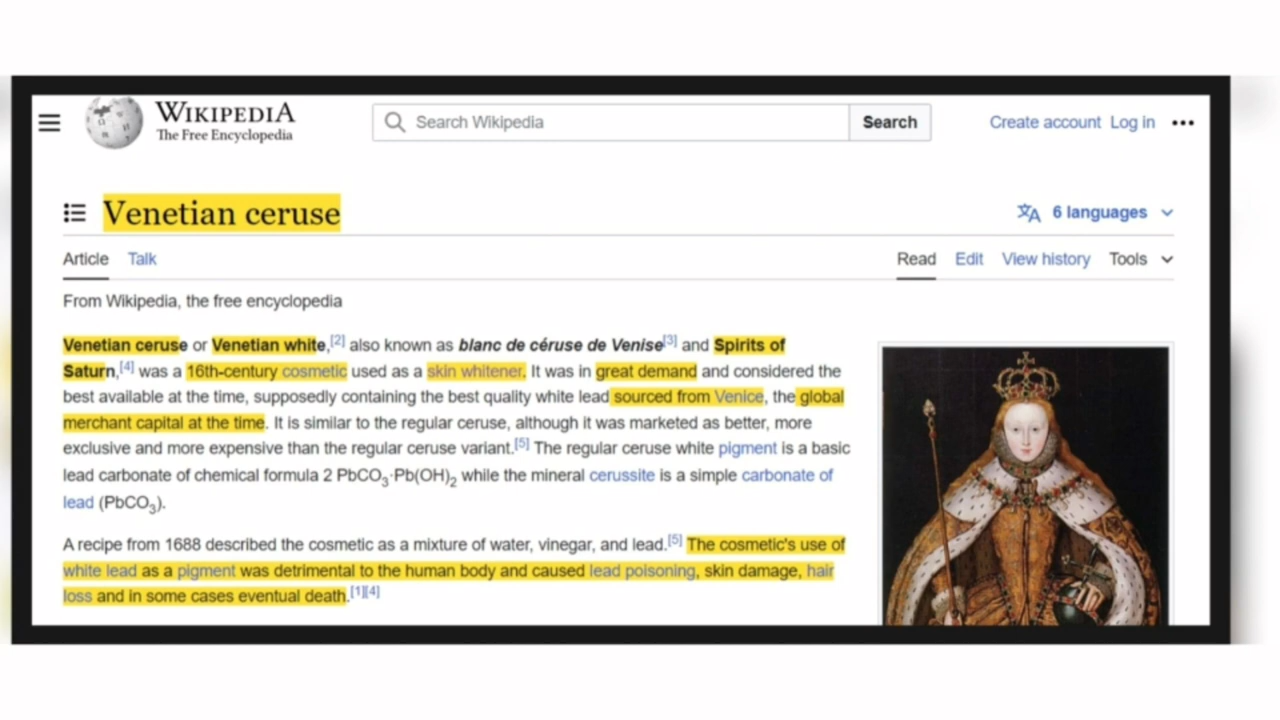 WIKIPEDIA
The Free Encyclopedia
Search Wikipedia
Search
Create account Log in
Venetian ceruse
6 languages
Article Talk
Read Edit View history Tools
From Wikipedia, the free encyclopedia
Venetian ceruse or Venetian white,[2] also known as blanc de céruse de Venise[3] and Spirits of
Saturn,[4] was a 16th-century cosmetic used as a skin whitener. It was in great demand and considered the
best available at the time, supposedly containing the best quality white lead sourced from Venice, the global
merchant capital at the time. It is similar to the regular ceruse, although it was marketed as better, more
exclusive and more expensive than the regular ceruse variant.[5] The regular ceruse white pigment is a basic
lead carbonate of chemical formula 2 PbCO3·Pb(OH)2 while the mineral cerussite is a simple carbonate of
lead (PbCO3).
A recipe from 1688 described the cosmetic as a mixture of water, vinegar, and lead.[5] The cosmetic's use of
white lead as a pigment was detrimental to the human body and caused lead poisoning, skin damage, hair
loss and in some cases eventual death.[1][4]